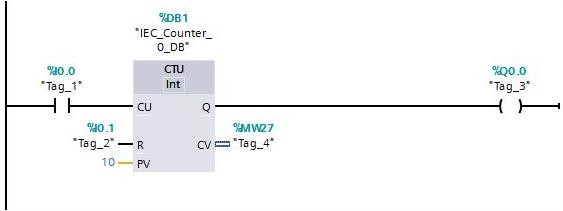 %DB1
"IEC_Counter_
0_DB"
%I0.0
"Tag_1"
CTU
Int
%Q0.0
"Tag_3"
CU
Q
%I0.1
"Tag_2"
R
%MW27
CV
"Tag_4"
10
PV